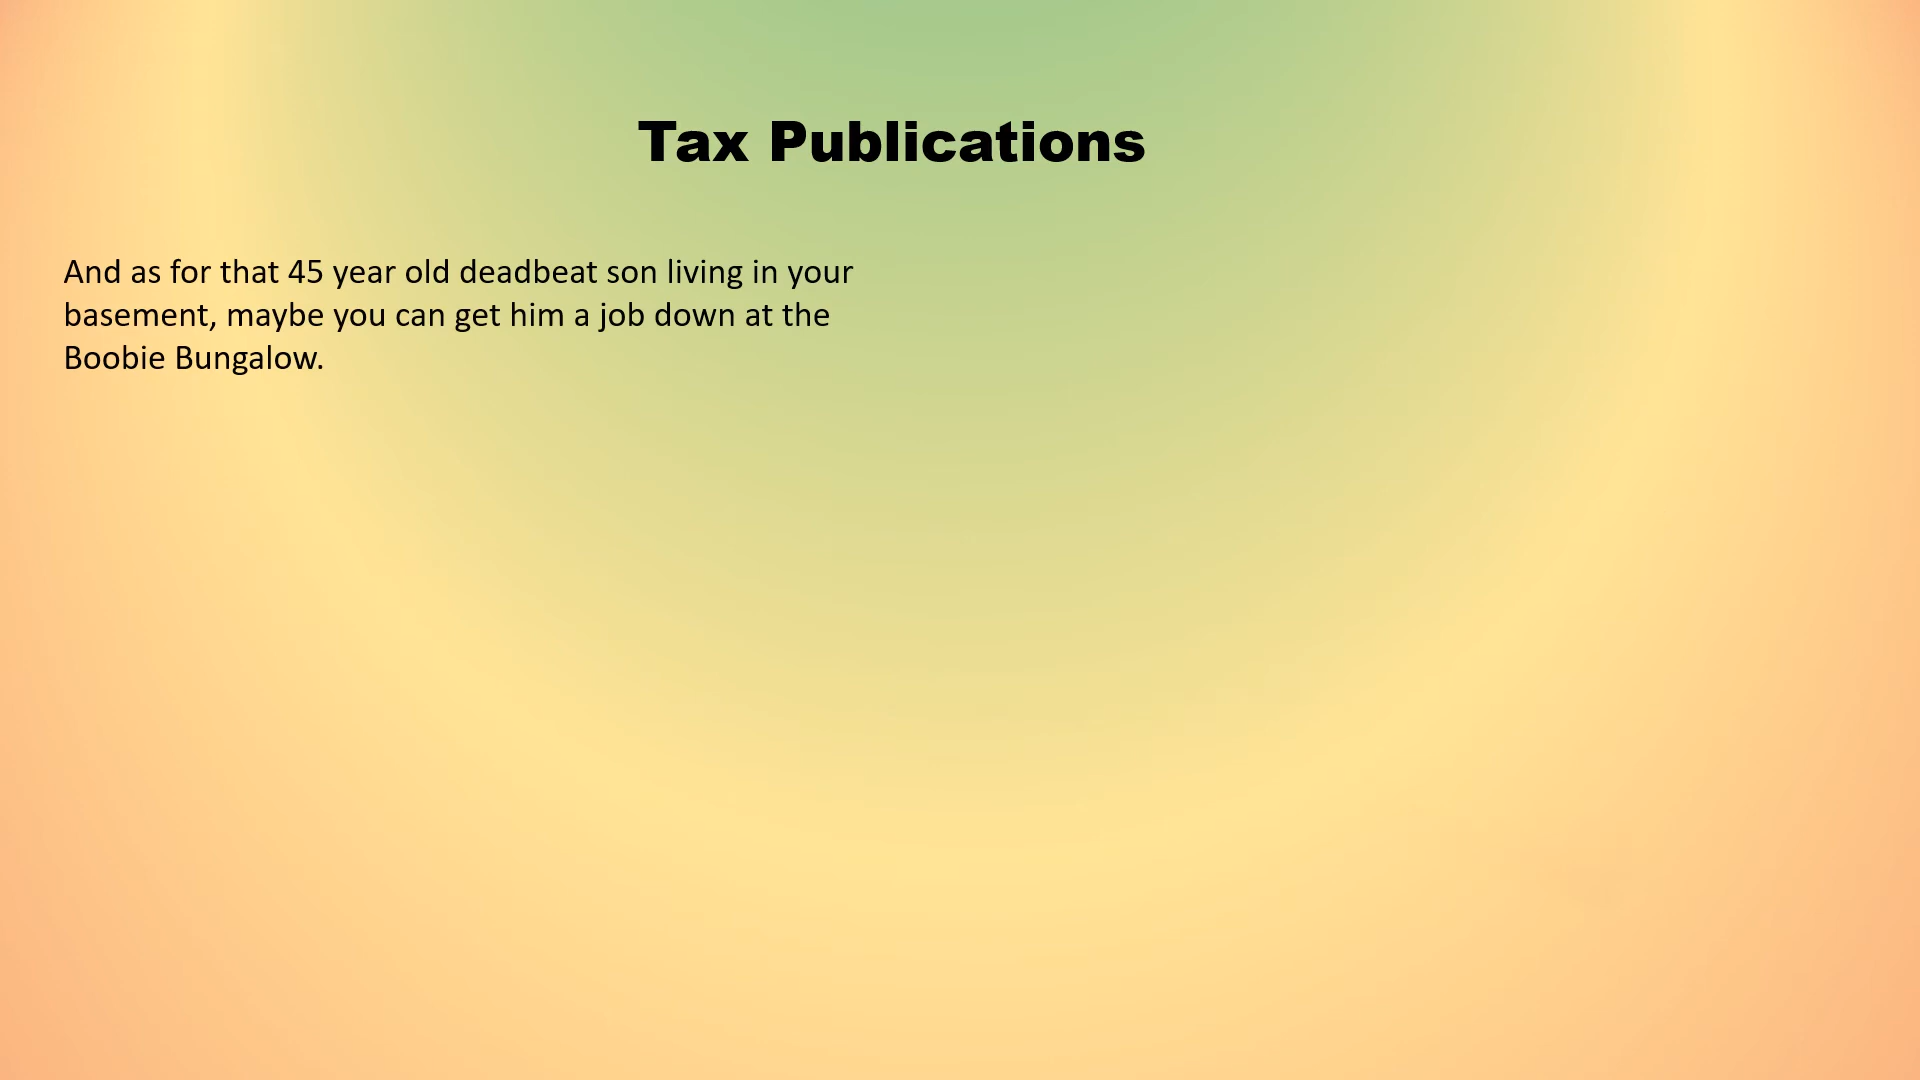 Tax Publications
And as for that 45 year old deadbeat son living in your
basement, maybe you can get him a job down at the
Boobie Bungalow.